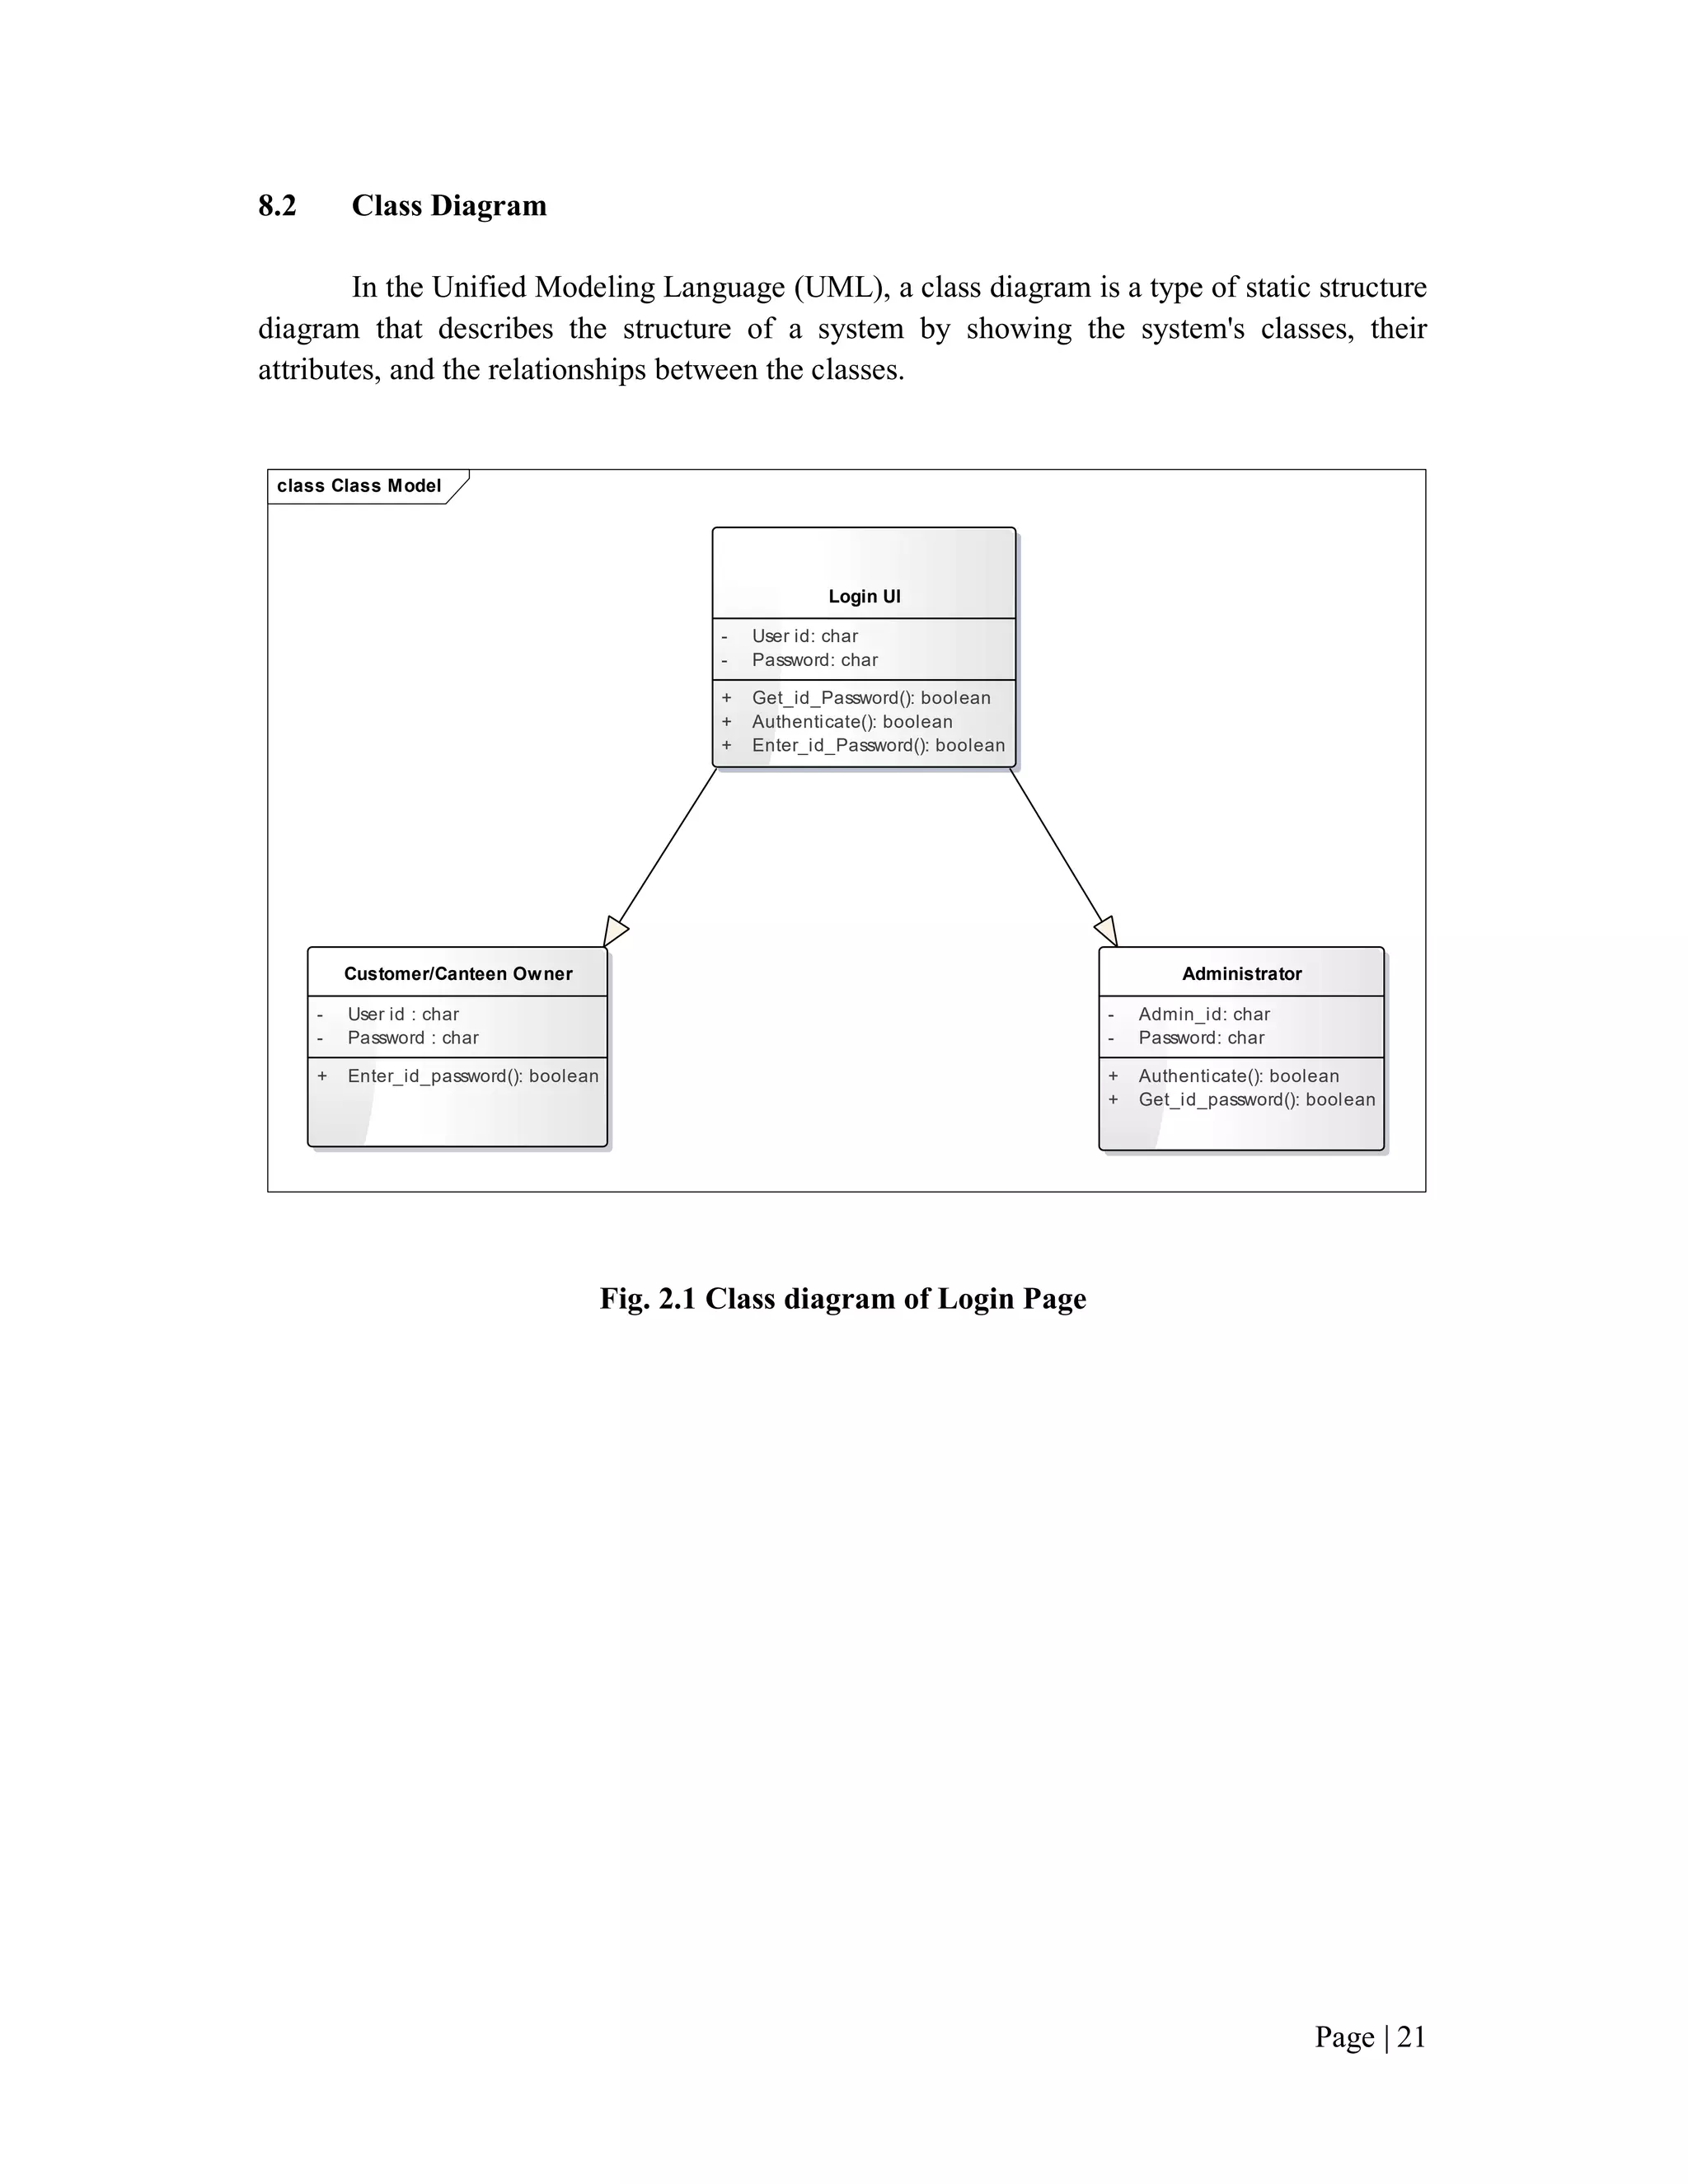 8.2 Class Diagram
In the Unified Modeling Language (UML), a class diagram is a type of static structure
diagram that describes the structure of a system by showing the system's classes, their
attributes, and the relationships between the classes.
class Class Model
Login UI
- User id: char
- Password: char
+ Get_id_Password(): boolean
+ Authenticate(): boolean
+ Enter_id_Password(): boolean
Customer/Canteen Owner
- User id : char
- Password : char
+ Enter_id_password(): boolean
Administrator
- Admin_id: char
- Password: char
+ Authenticate(): boolean
+ Get_id_password(): boolean
Fig. 2.1 Class diagram of Login Page
Page | 21